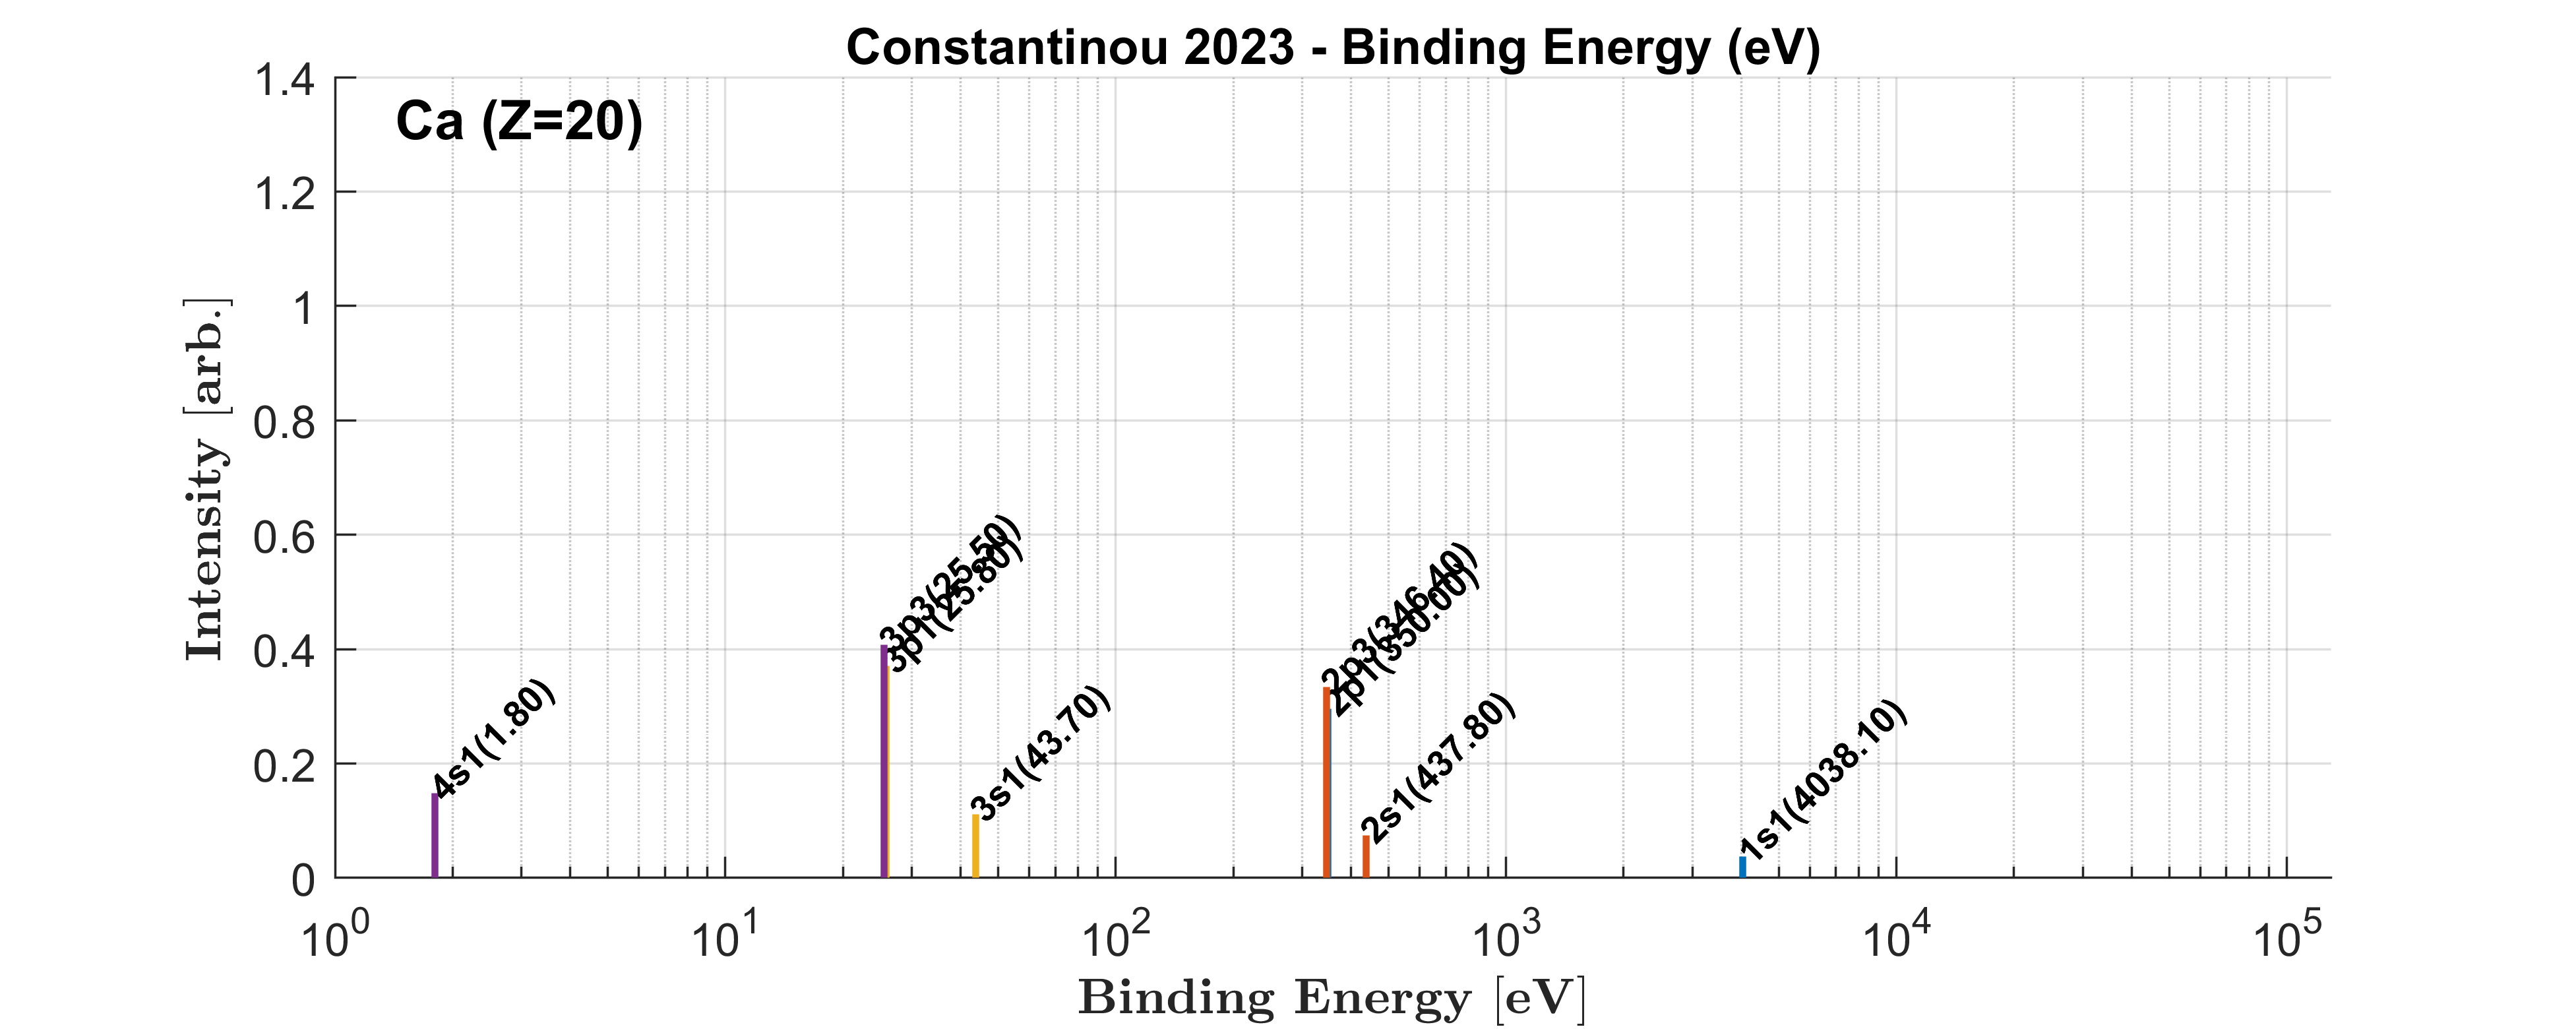 Constantinou 2023 - Binding Energy (eV)
Ca (Z=20)
Intensity [arb.]
1.4
1.2
1
0.8
0.6
0.4
0.2
0
4s1(1.80)
3p3(25.50)
3p1(25.80)
3s1(43.70)
2p3(346.40)
2p1(350.00)
2s1(437.80)
1s1(4038.10)
10^0 10^1 10^2 10^3 10^4 10^5
Binding Energy [eV]